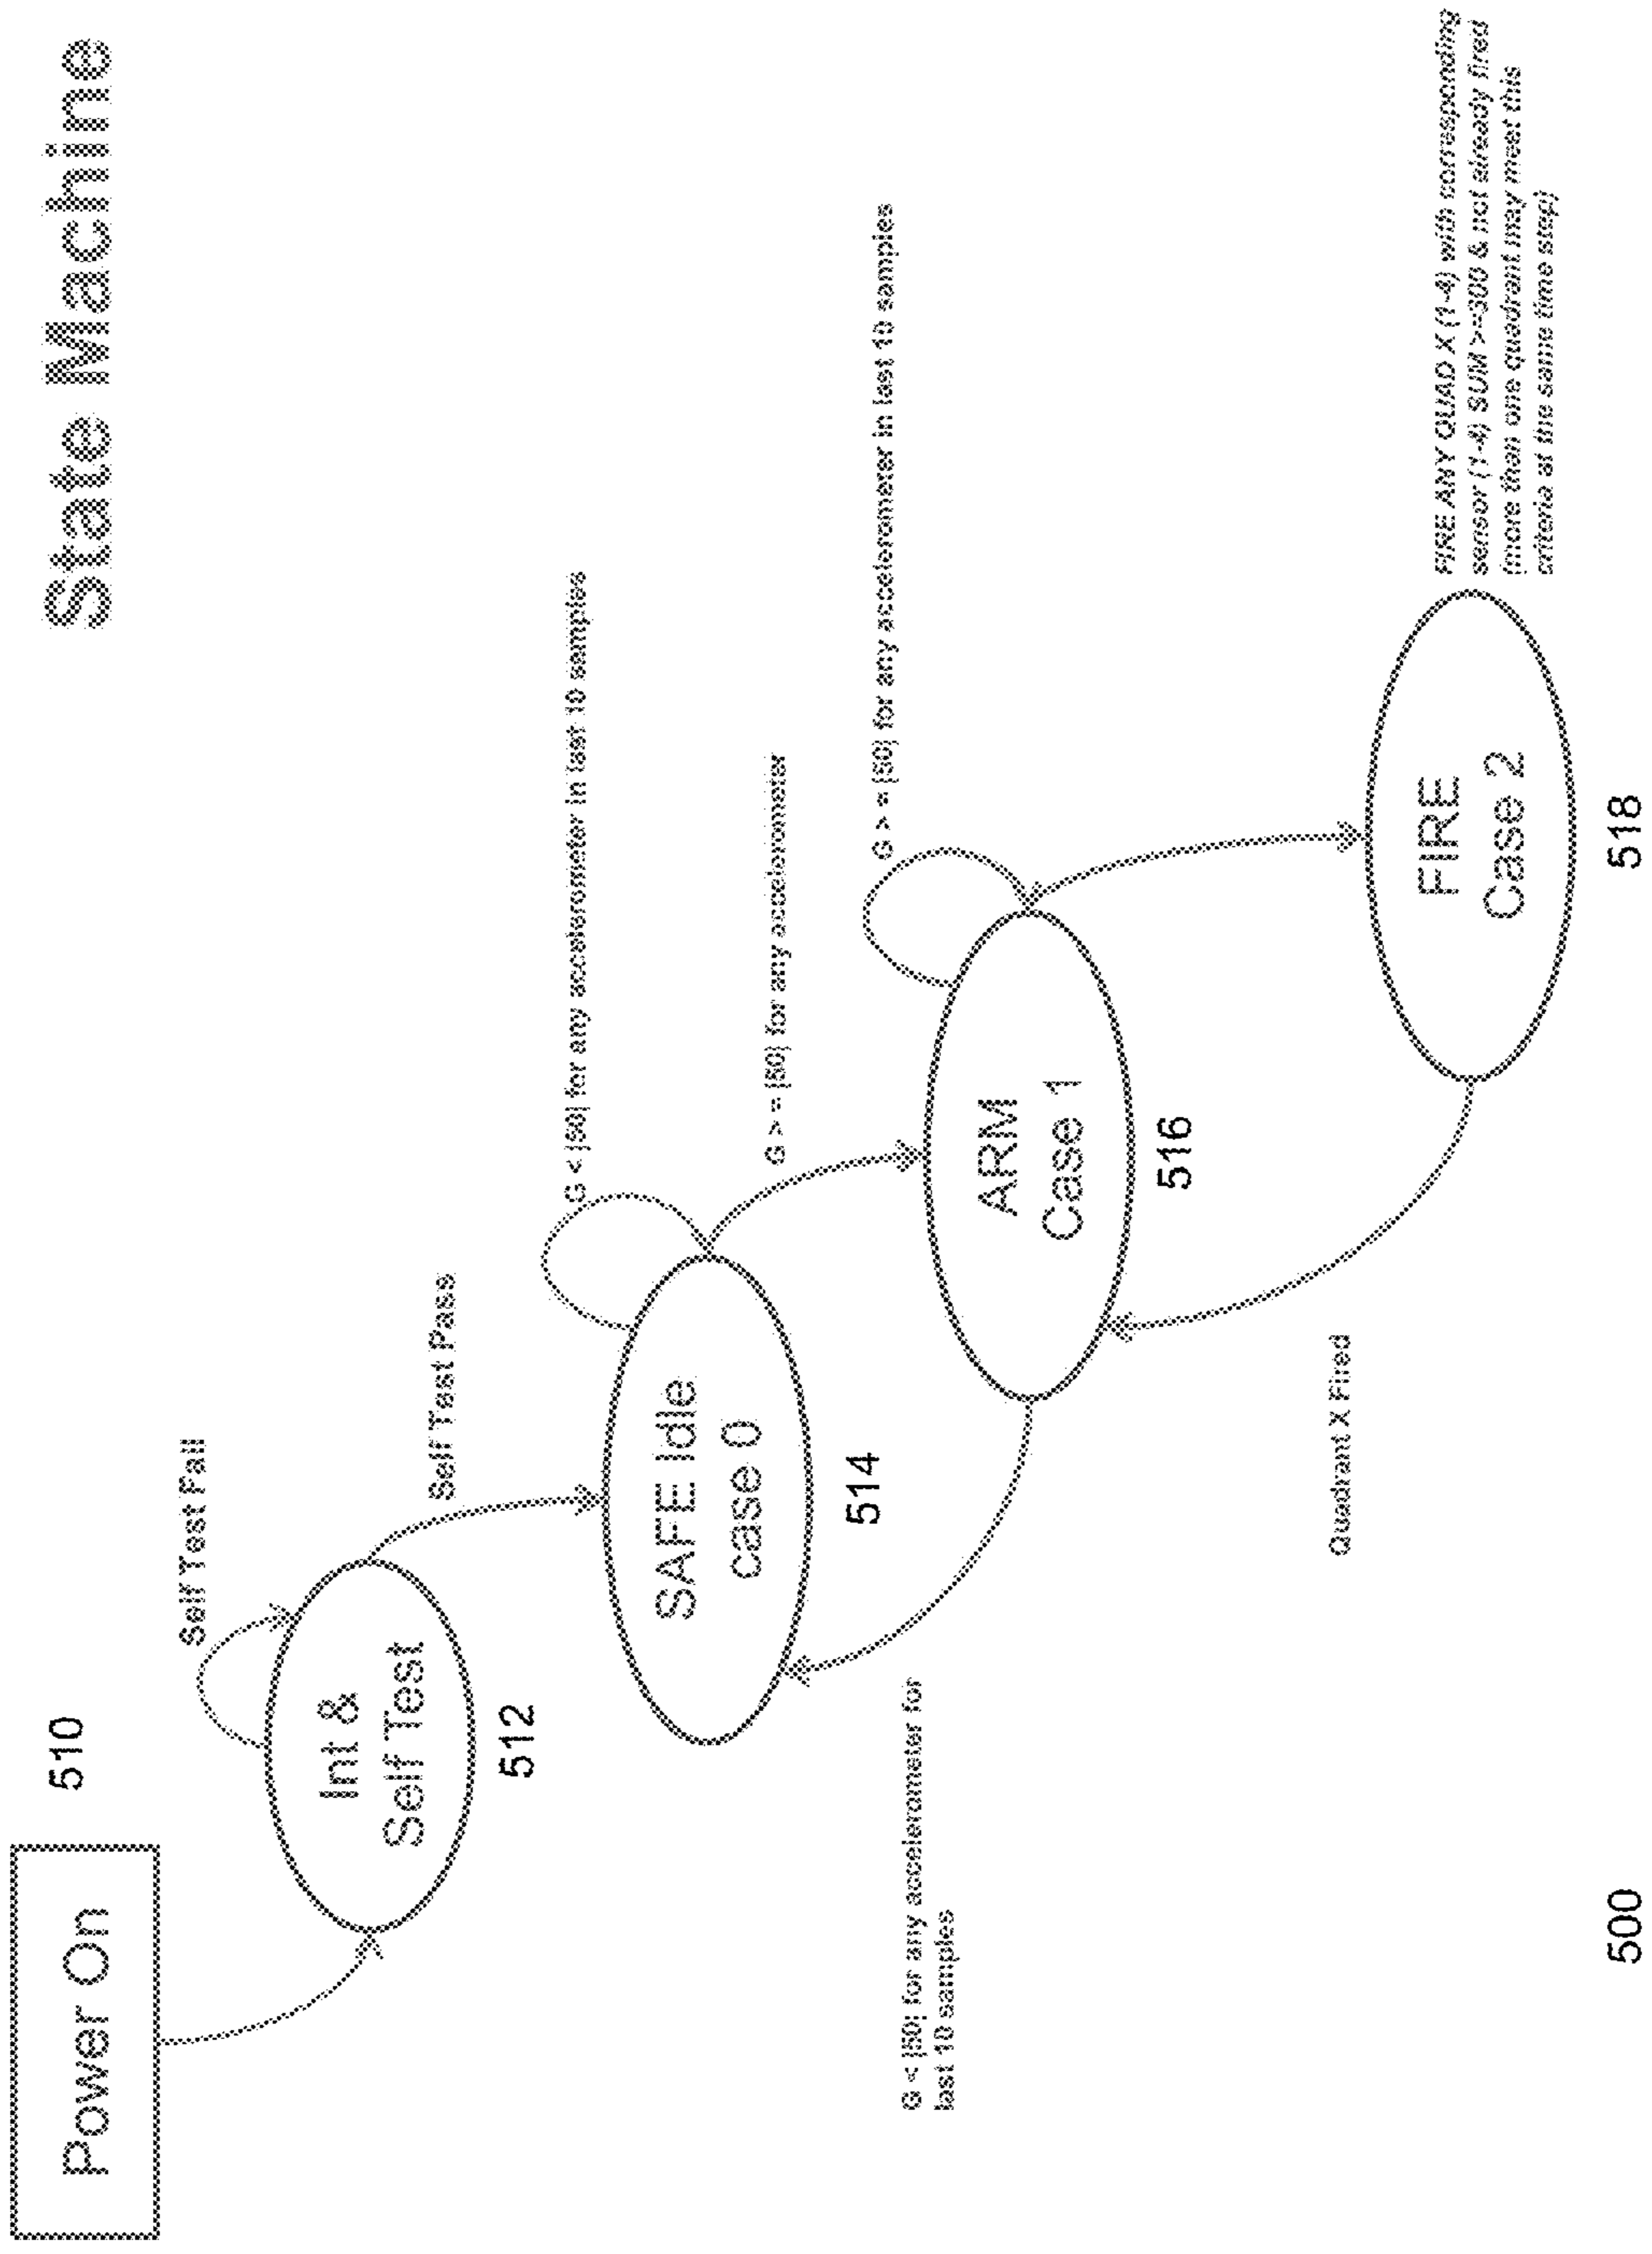 State Machine
Power On
510
Self Test Fail
Int &
Self Test
512
Self Test Pass
G < |50| for any accelerometer in last 10 samples
SAFE Idle
case 0
514
G > = |50| for any accelerometer
G > = |50| for any accelerometer in last 10 samples
ARM
Case 1
516
G < |50| for any accelerometer for
last 10 samples
FIRE ANY QUAD X (1-4) with corresponding
sensor (1-4) SUM >=300 & not already fired
(more than one quadrant may meet this
criteria at the same time step)
FIRE
Case 2
518
Quadrant X Fired
500